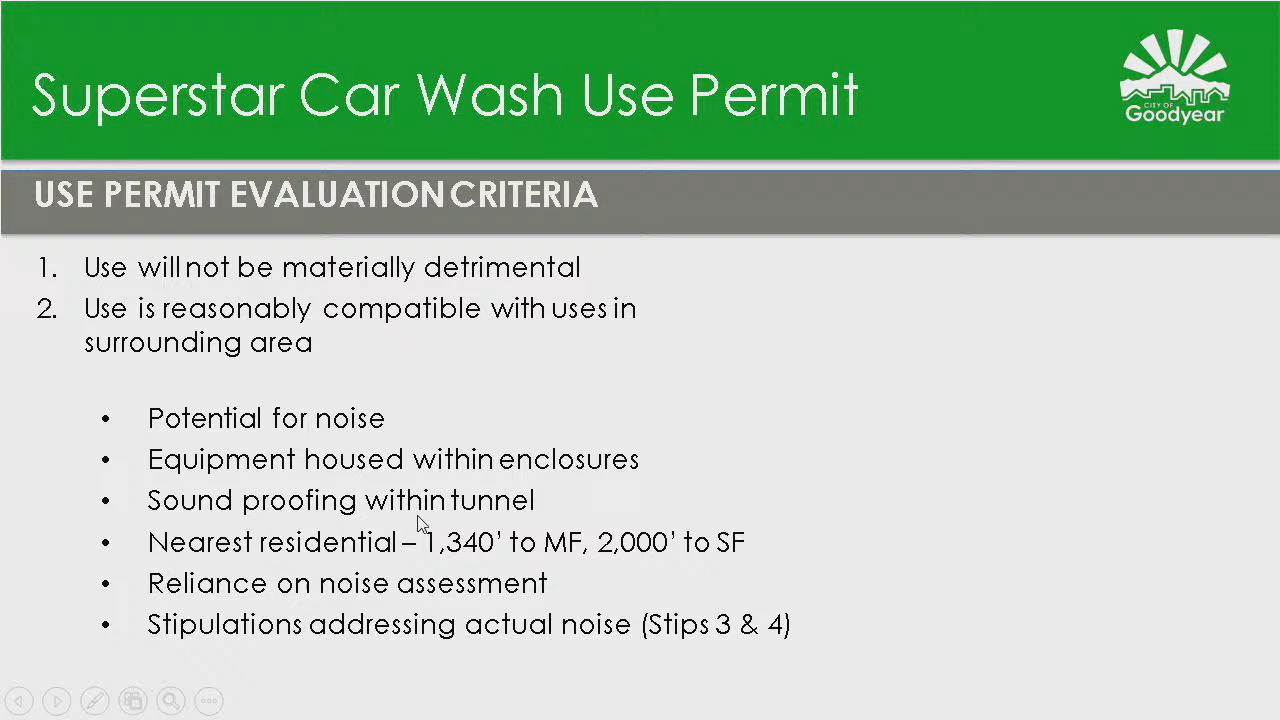 Superstar Car Wash Use Permit
CITY OF
Goodyear
USE PERMIT EVALUATION CRITERIA
1. Use will not be materially detrimental
2. Use is reasonably compatible with uses in
surrounding area
• Potential for noise
• Equipment housed within enclosures
• Sound proofing within tunnel
• Nearest residential – 1,340' to MF, 2,000' to SF
• Reliance on noise assessment
• Stipulations addressing actual noise (Stips 3 & 4)